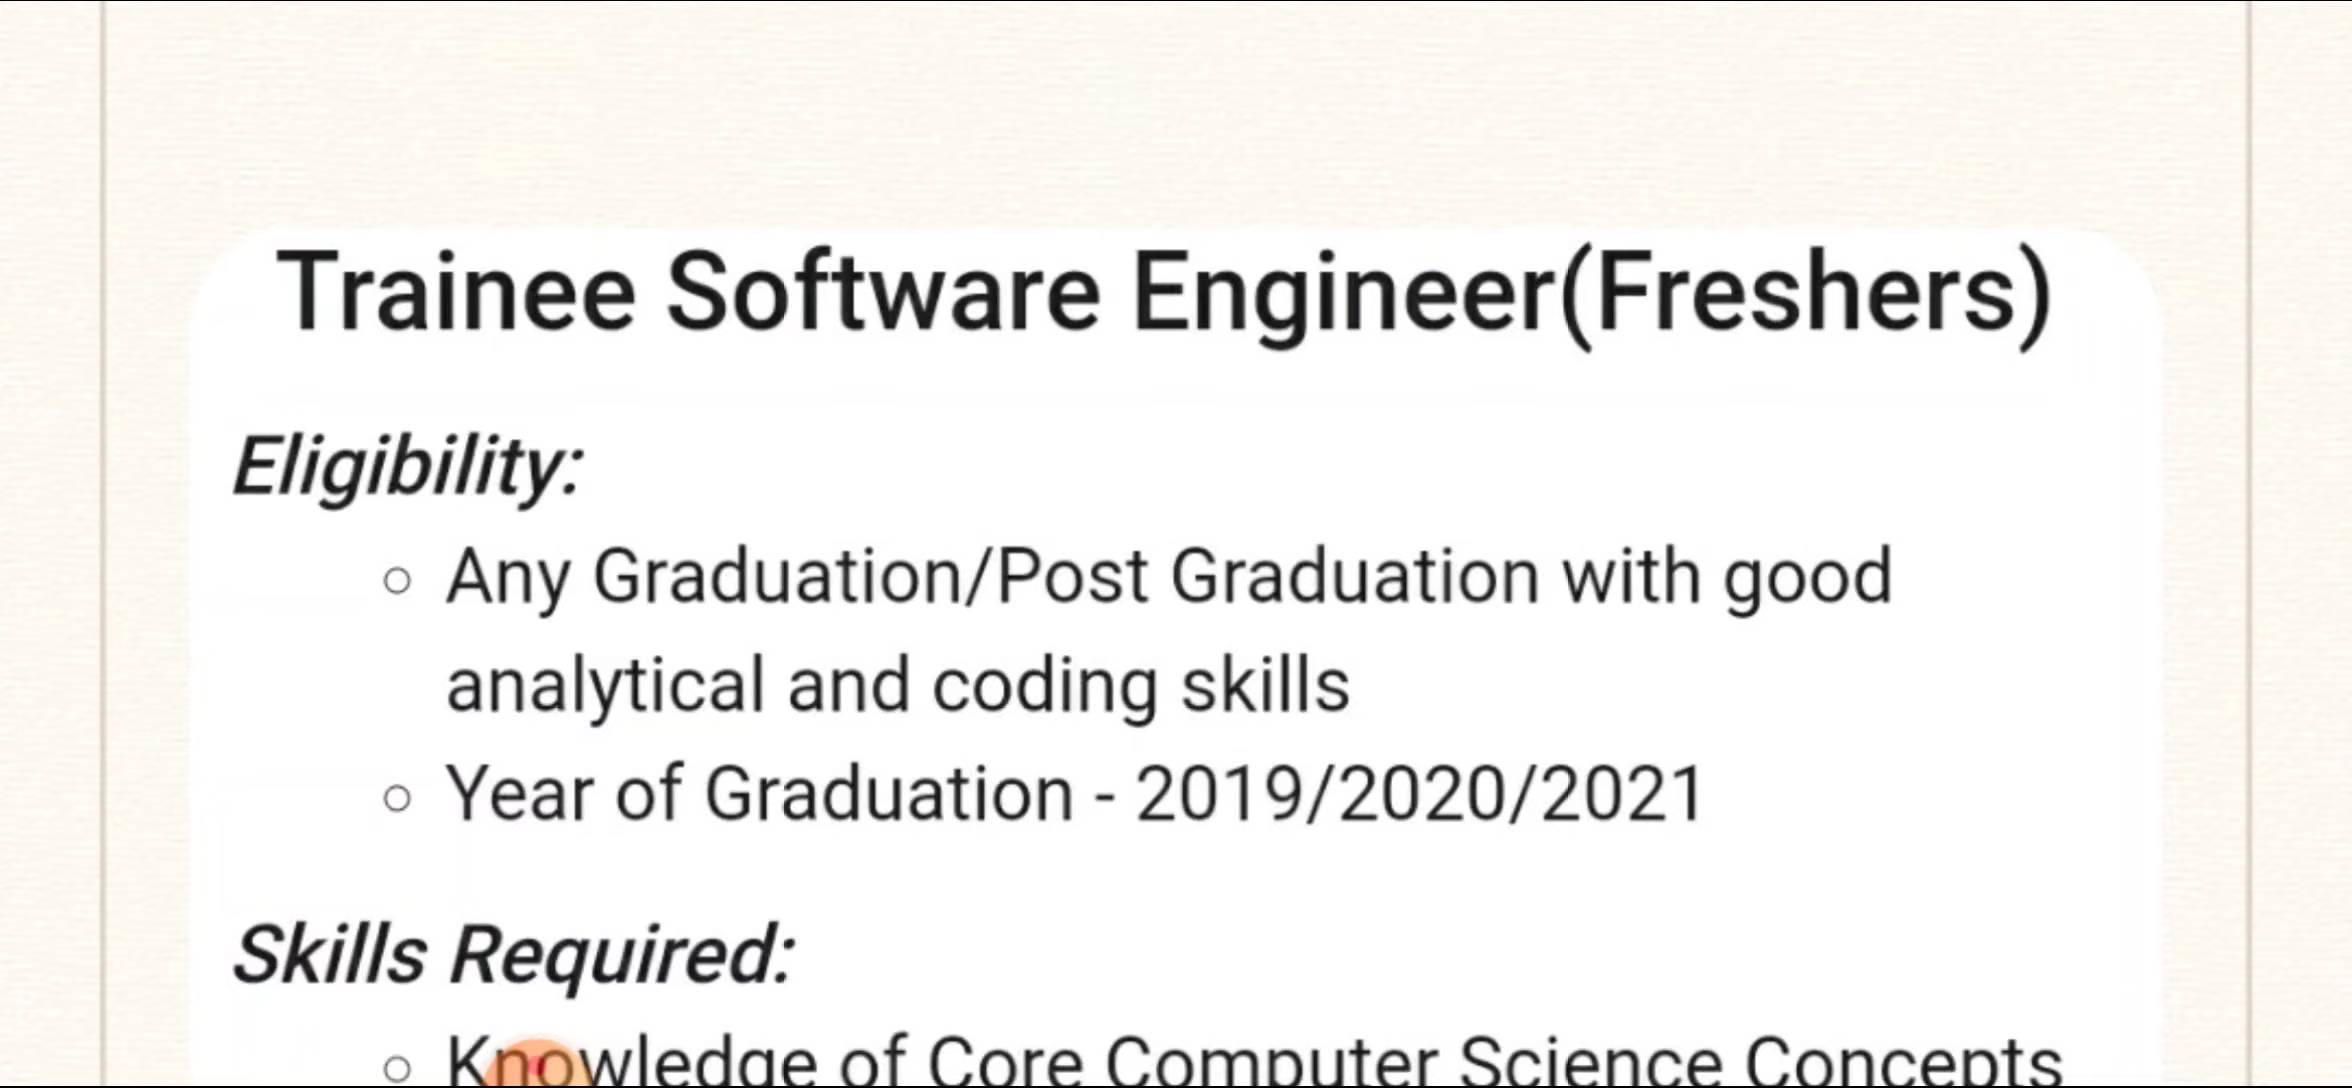 Trainee Software Engineer(Freshers)
Eligibility:
Any Graduation/Post Graduation with good
analytical and coding skills
Year of Graduation - 2019/2020/2021
Skills Required:
Knowledge of Core Computer Science Concepts